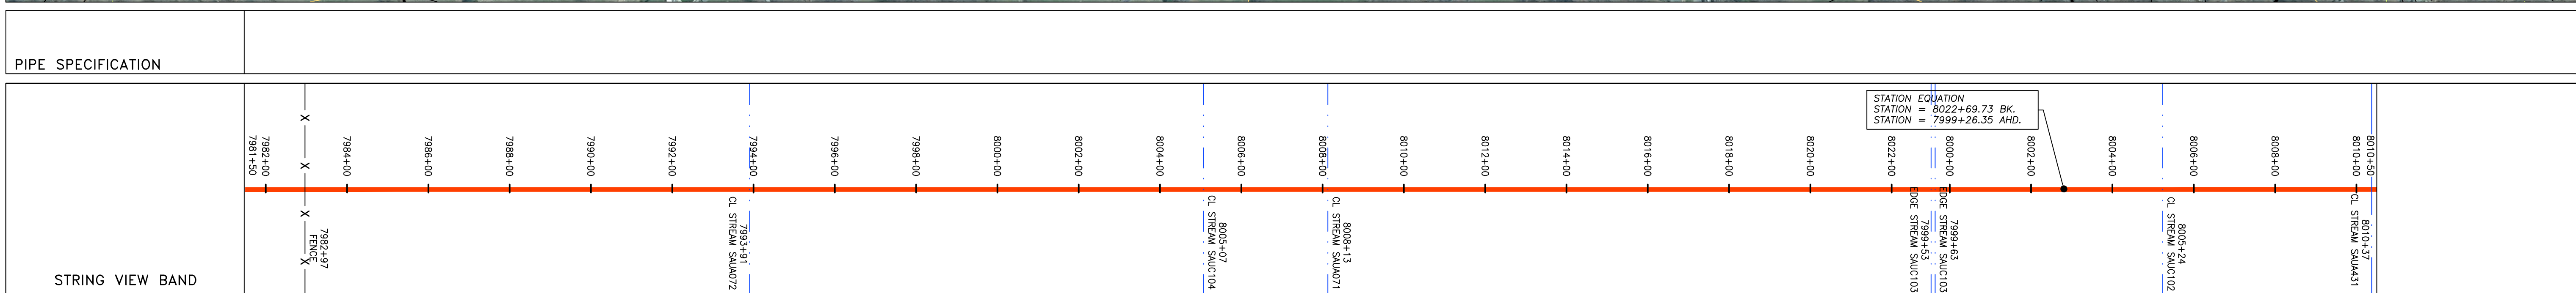 PIPE SPECIFICATION
STRING VIEW BAND
STATION EQUATION
STATION = 8022+69.73 BK.
STATION = 7999+26.35 AHD.
7981+50
7982+00
7984+00
7986+00
7988+00
7990+00
7992+00
7994+00
7996+00
7998+00
8000+00
8002+00
8004+00
8006+00
8008+00
8010+00
8012+00
8014+00
8016+00
8018+00
8020+00
8022+00
8000+00
8002+00
8004+00
8006+00
8008+00
8010+00
8010+50
7982+97
FENCE
7993+91
CL STREAM SAUA072
8005+07
CL STREAM SAUC104
8008+13
CL STREAM SAUA071
7999+53
EDGE STREAM SAUC103
7999+63
EDGE STREAM SAUC103
8005+24
CL STREAM SAUC102
8010+37
CL STREAM SAUA431